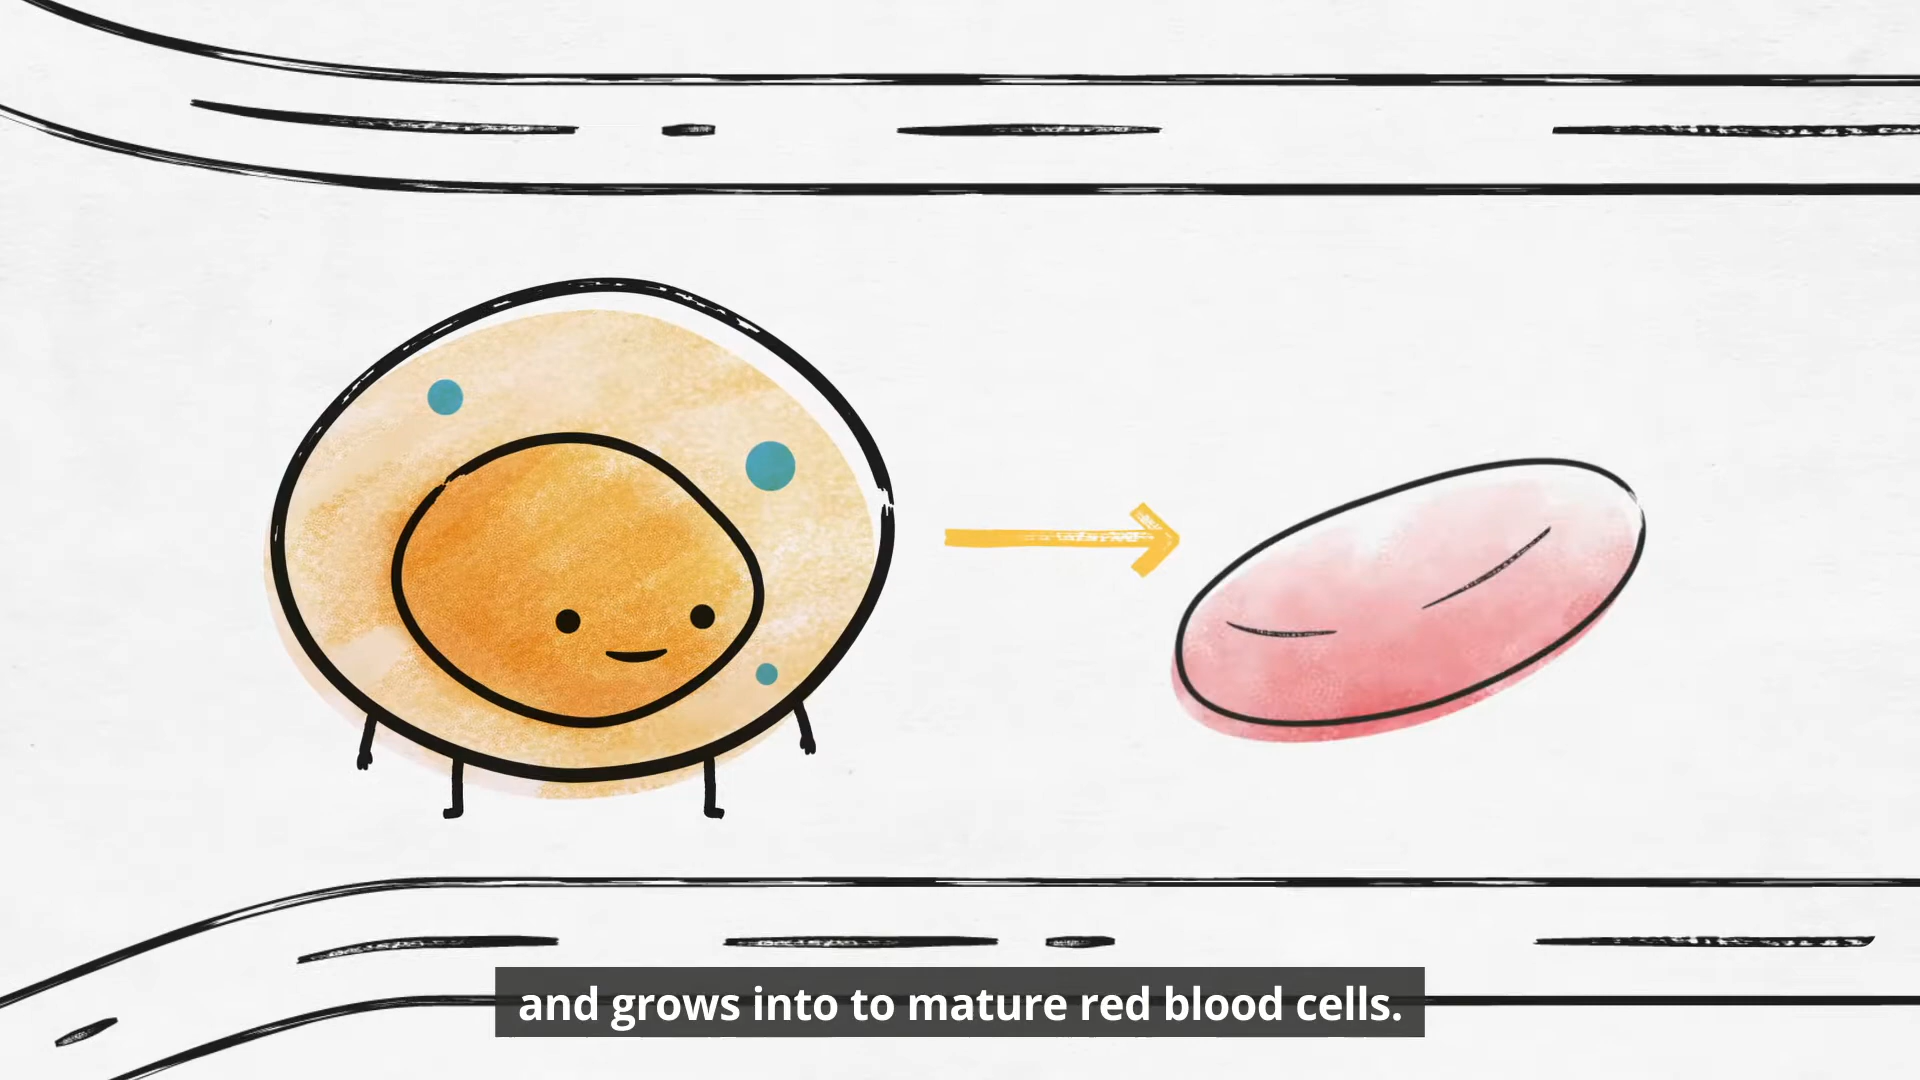 and grows into to mature red blood cells.